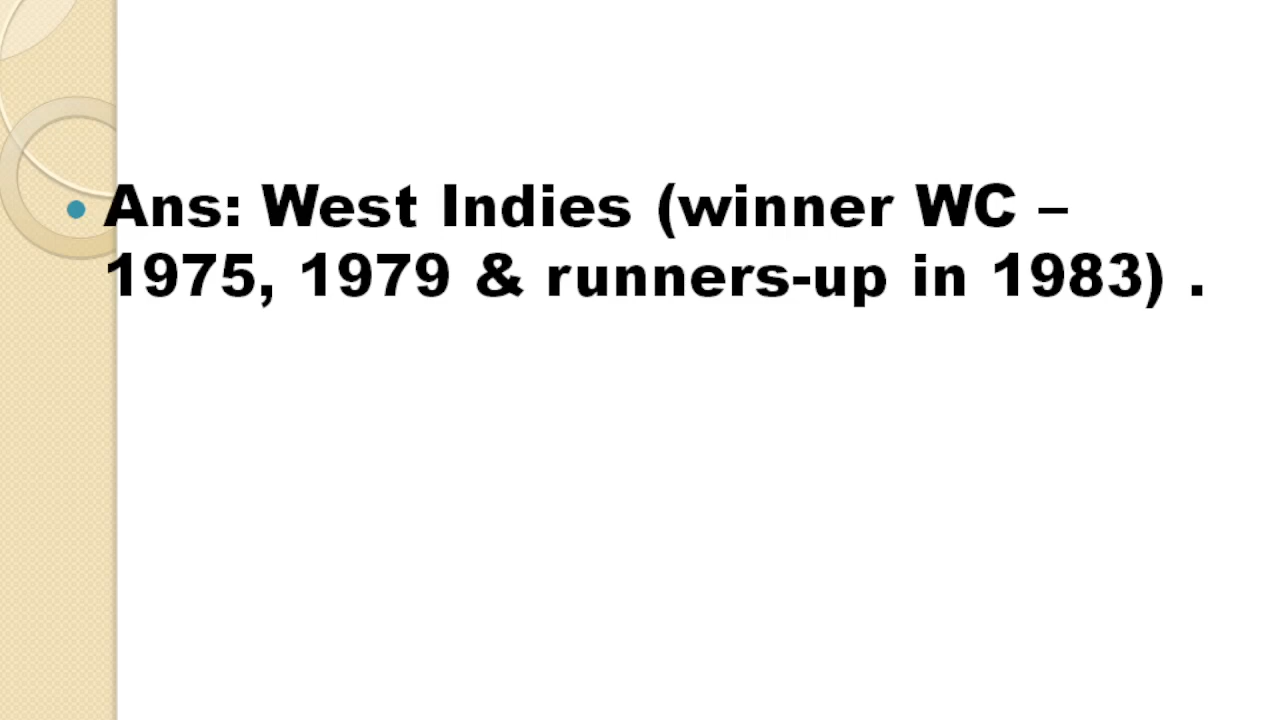 Ans: West Indies (winner WC –
1975, 1979 & runners-up in 1983) .